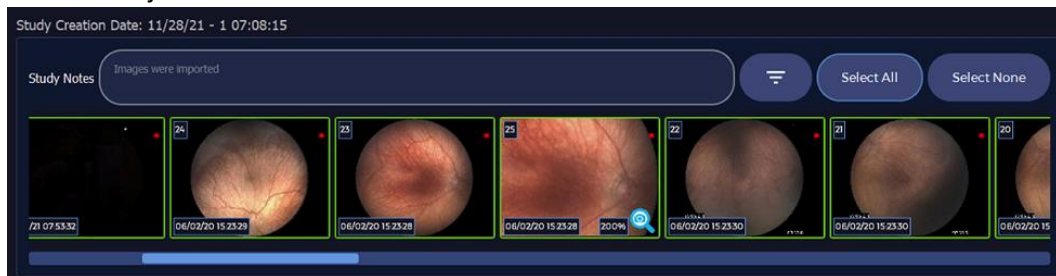 Study Creation Date: 11/28/21 - 1 07:08:15
Study Notes
Images were imported
Select All
Select None
24
23
25
22
21
20
/21 07:53:32
06/02/20 15:23:29
06/02/20 15:23:28
06/02/20 15:23:28
200%
06/02/20 15:23:30
06/02/20 15:23:30
06/02/20 15